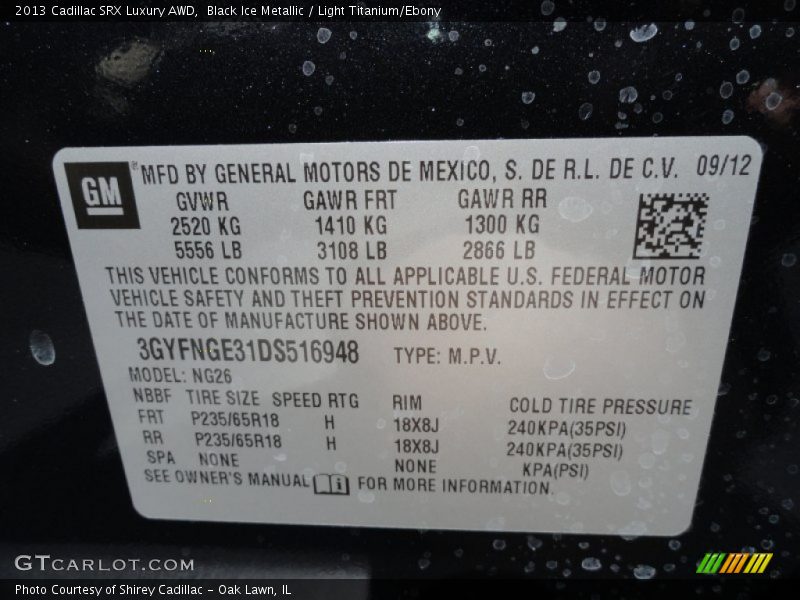 2013 Cadillac SRX Luxury AWD, Black Ice Metallic / Light Titanium/Ebony
GM® MFD BY GENERAL MOTORS DE MEXICO, S. DE R.L. DE C.V. 09/12
GVWR GAWR FRT GAWR RR
2520 KG 1410 KG 1300 KG
5556 LB 3108 LB 2866 LB
THIS VEHICLE CONFORMS TO ALL APPLICABLE U.S. FEDERAL MOTOR
VEHICLE SAFETY AND THEFT PREVENTION STANDARDS IN EFFECT ON
THE DATE OF MANUFACTURE SHOWN ABOVE.
3GYFNGE31DS516948 TYPE: M.P.V.
MODEL: NG26
NBBF TIRE SIZE SPEED RTG RIM COLD TIRE PRESSURE
FRT P235/65R18 H 18X8J 240KPA(35PSI)
RR P235/65R18 H 18X8J 240KPA(35PSI)
SPA NONE NONE KPA(PSI)
SEE OWNER'S MANUAL i FOR MORE INFORMATION.
GTCARLOT.COM
Photo Courtesy of Shirey Cadillac - Oak Lawn, IL